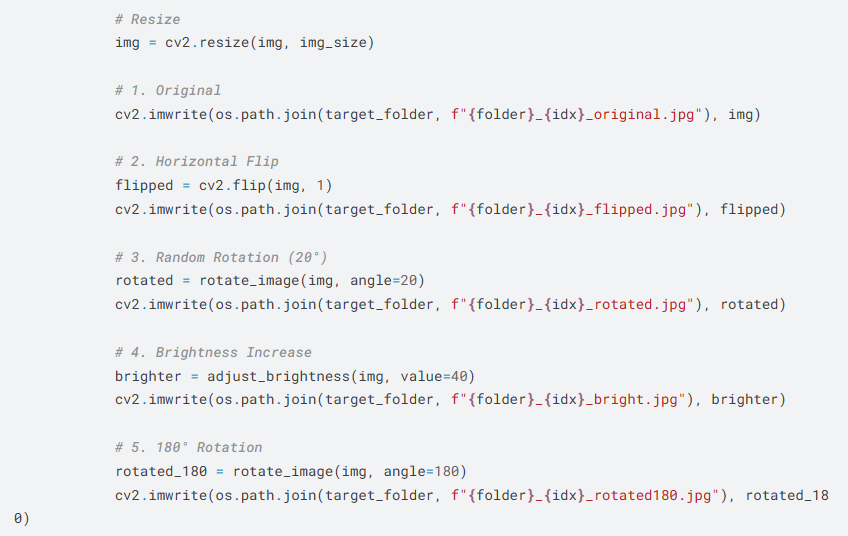 # Resize
img = cv2.resize(img, img_size)
# 1. Original
cv2.imwrite(os.path.join(target_folder, f"{folder}_{idx}_original.jpg"), img)
# 2. Horizontal Flip
flipped = cv2.flip(img, 1)
cv2.imwrite(os.path.join(target_folder, f"{folder}_{idx}_flipped.jpg"), flipped)
# 3. Random Rotation (20°)
rotated = rotate_image(img, angle=20)
cv2.imwrite(os.path.join(target_folder, f"{folder}_{idx}_rotated.jpg"), rotated)
# 4. Brightness Increase
brighter = adjust_brightness(img, value=40)
cv2.imwrite(os.path.join(target_folder, f"{folder}_{idx}_bright.jpg"), brighter)
# 5. 180° Rotation
rotated_180 = rotate_image(img, angle=180)
cv2.imwrite(os.path.join(target_folder, f"{folder}_{idx}_rotated180.jpg"), rotated_18
0)